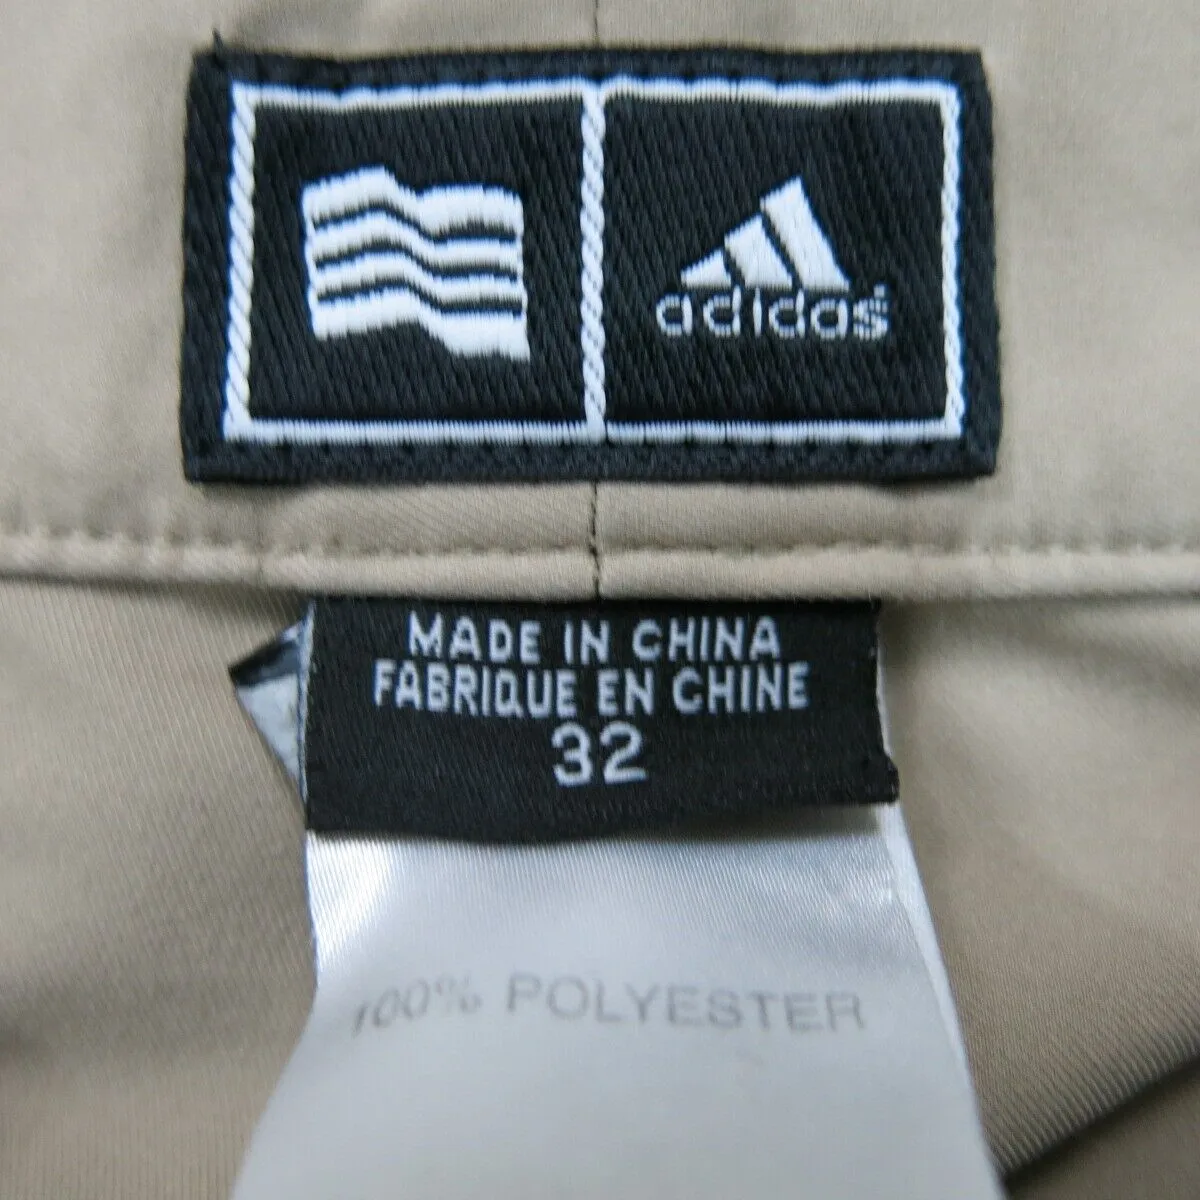 adidas
MADE IN CHINA
FABRIQUE EN CHINE
32
100% POLYESTER